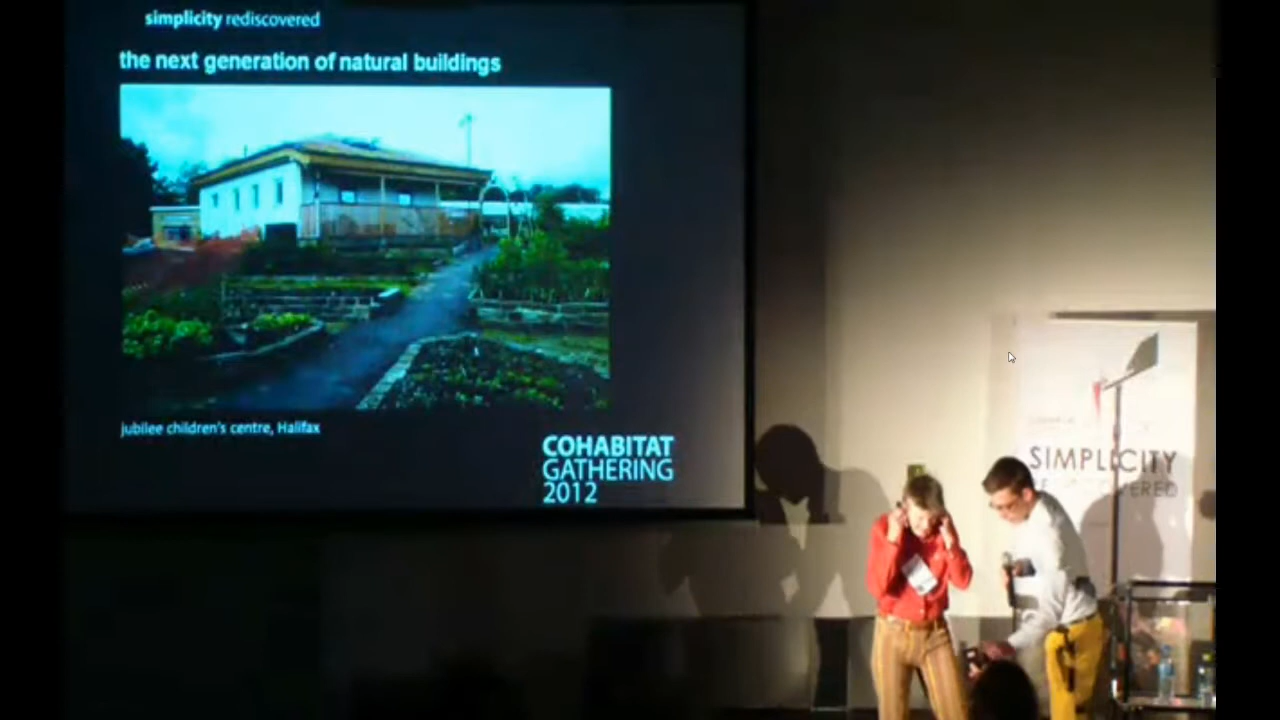 simplicity rediscovered
the next generation of natural buildings
jubilee children's centre, Halifax
COHABITAT
GATHERING
2012
SIMPLICITY